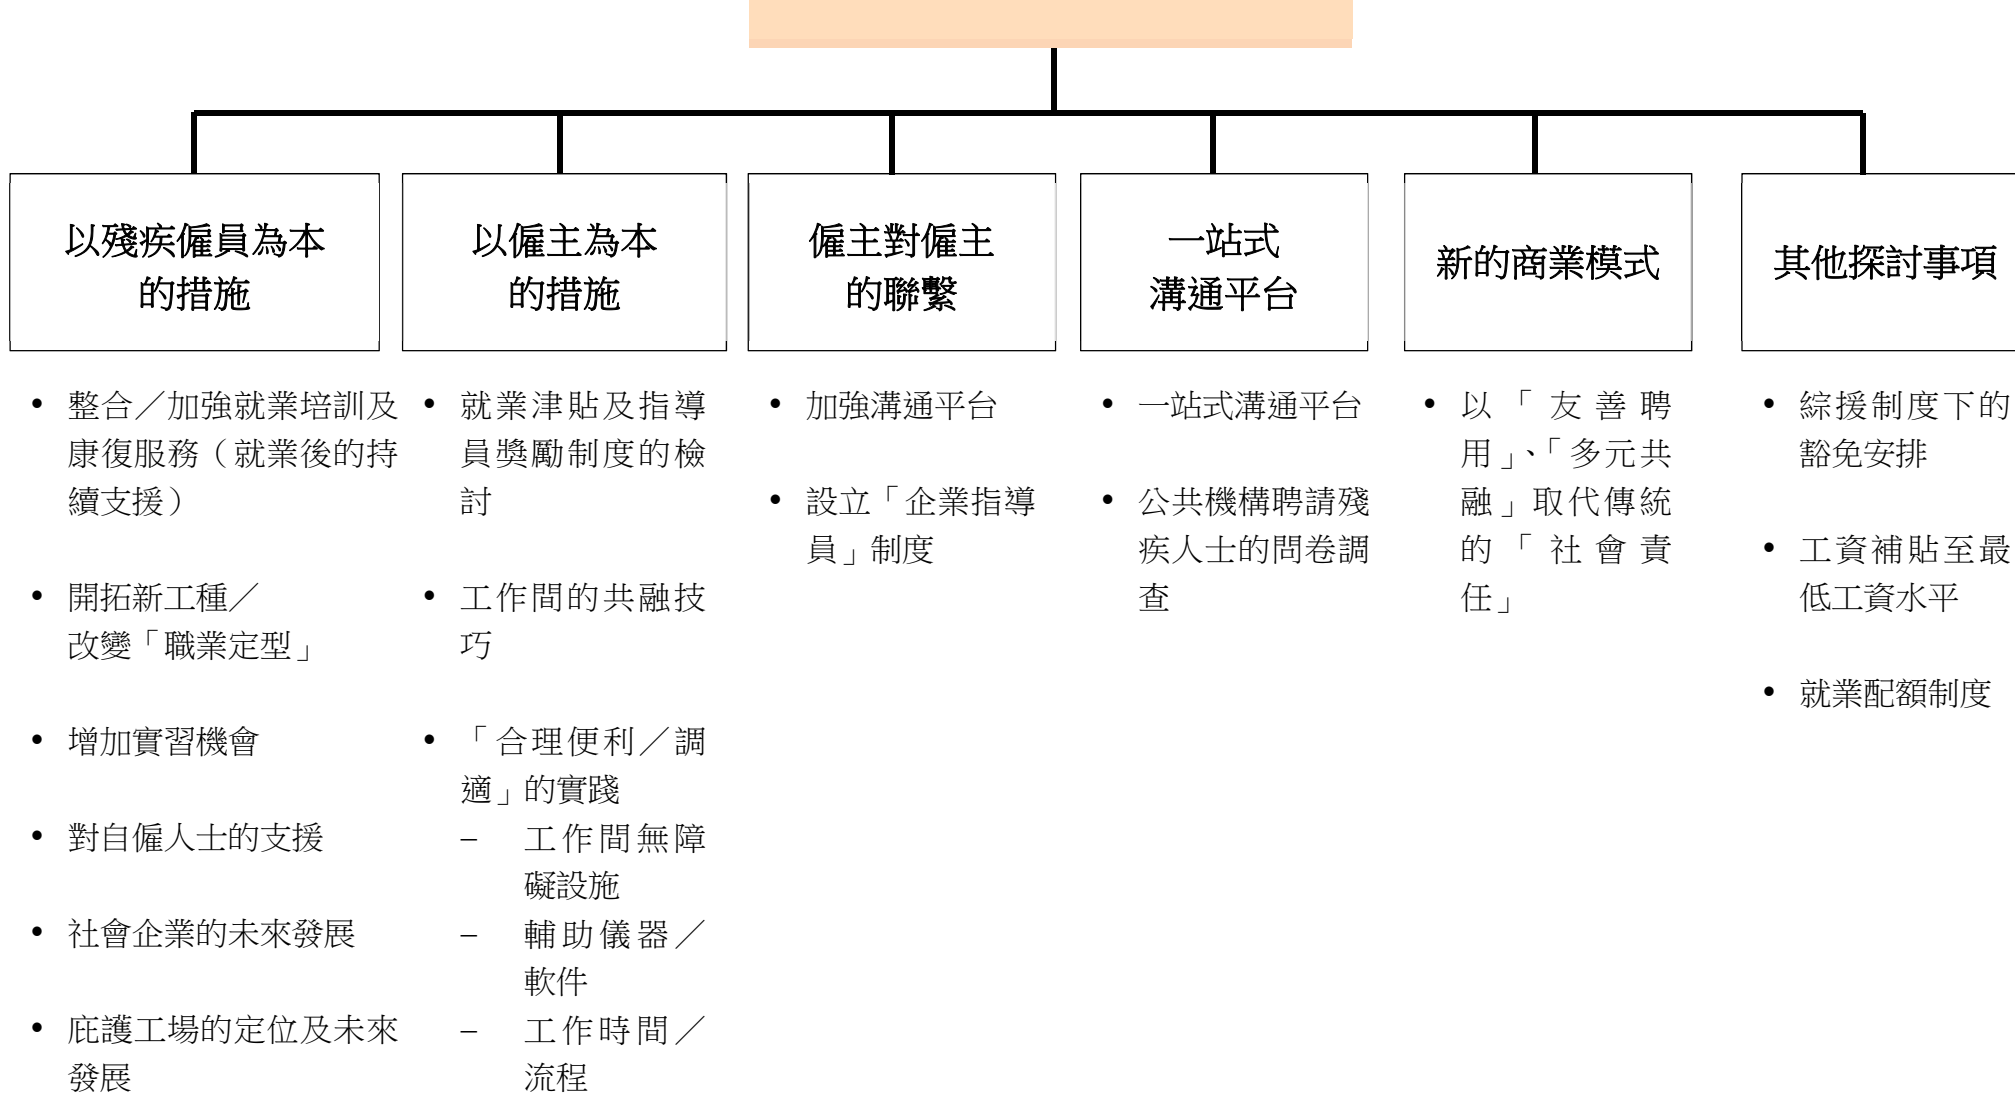 以殘疾僱員為本
的措施
• 整合／加強就業培訓及
康復服務（就業後的持
續支援）
• 開拓新工種／
改變「職業定型」
• 增加實習機會
• 對自僱人士的支援
• 社會企業的未來發展
• 庇護工場的定位及未來
發展
以僱主為本
的措施
• 就業津貼及指導
員獎勵制度的檢
討
• 工作間的共融技
巧
• 「合理便利／調
適」的實踐
– 工作間無障
礙設施
– 輔助儀器／
軟件
– 工作時間／
流程
僱主對僱主
的聯繫
• 加強溝通平台
• 設立「企業指導
員」制度
一站式
溝通平台
• 一站式溝通平台
• 公共機構聘請殘
疾人士的問卷調
查
新的商業模式
• 以「友善聘
用」、「多元共
融」取代傳統
的「社會責
任」
其他探討事項
• 綜援制度下的
豁免安排
• 工資補貼至最
低工資水平
• 就業配額制度